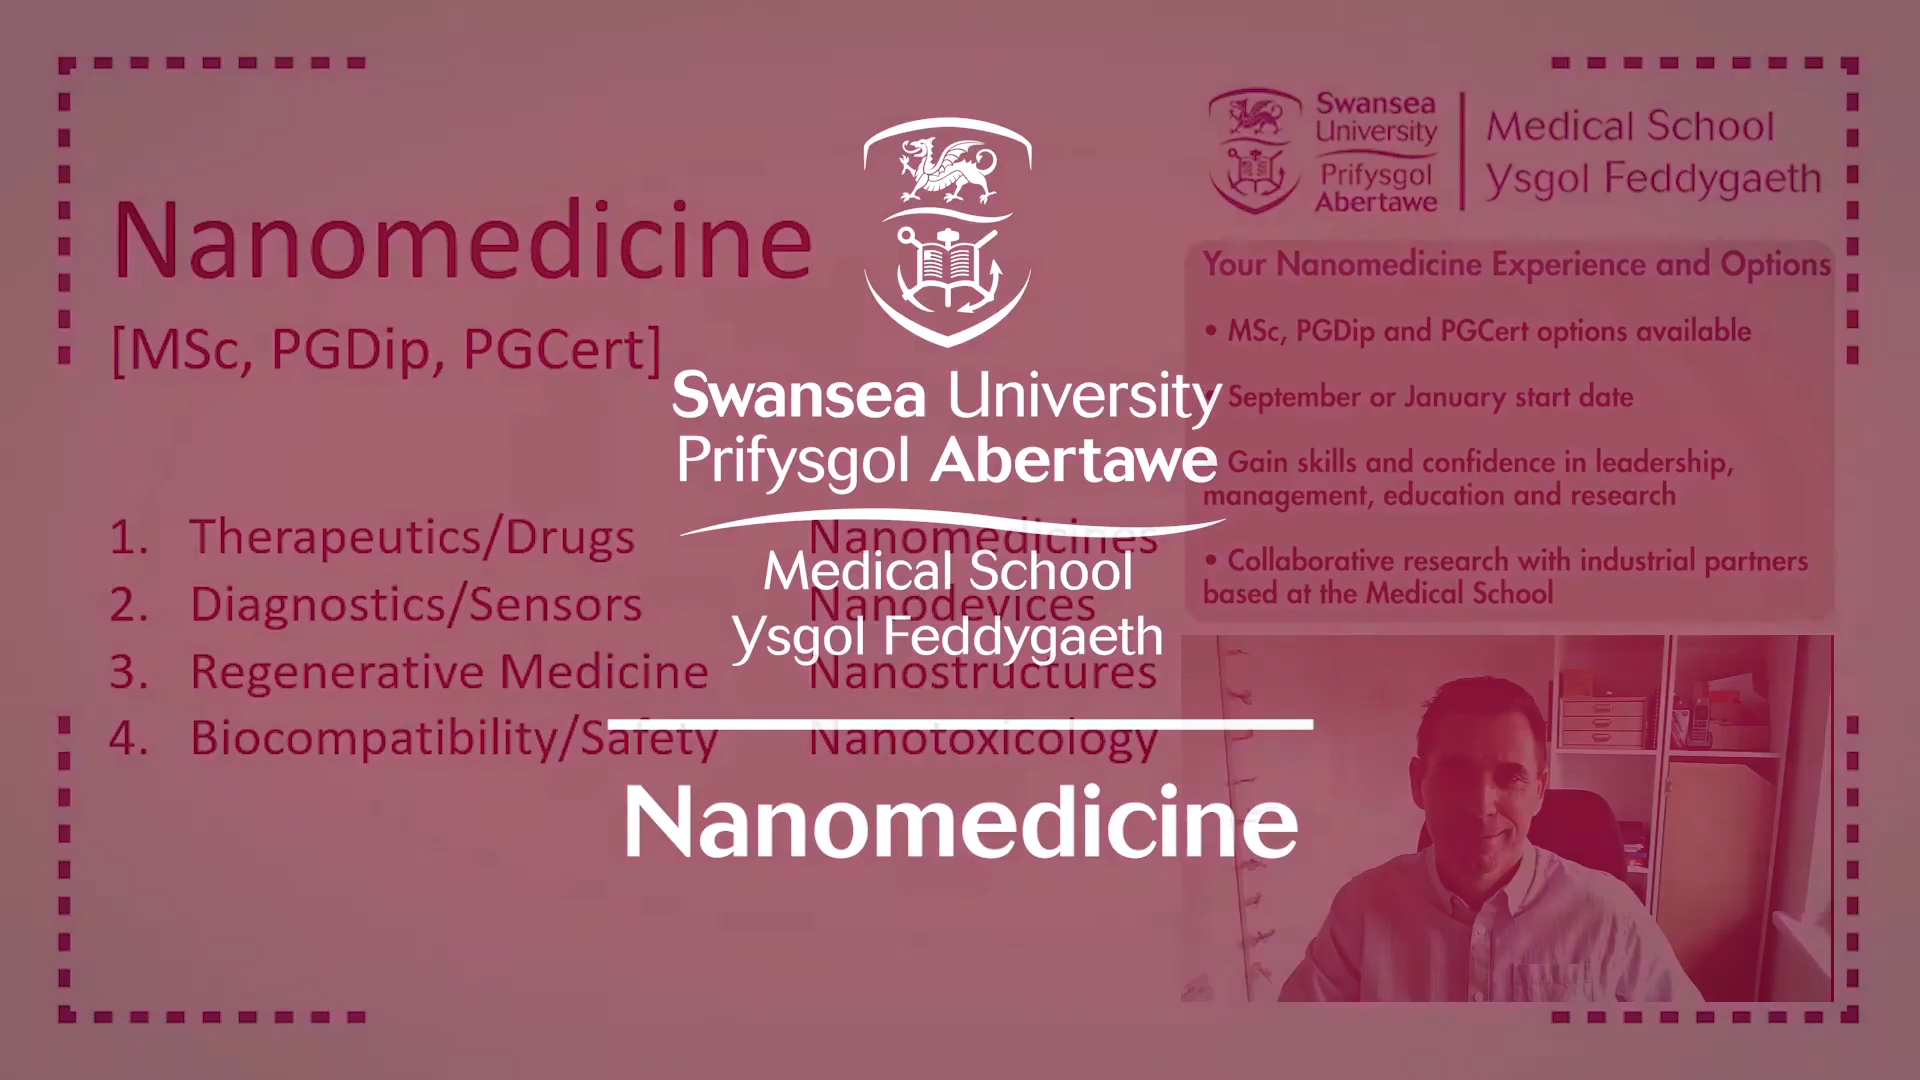 Nanomedicine
[MSc, PGDip, PGCert]
1. Therapeutics/Drugs Nanomedicines
2. Diagnostics/Sensors Nanodevices
3. Regenerative Medicine Nanostructures
4. Biocompatibility/Safety Nanotoxicology
Swansea University
Prifysgol Abertawe
Medical School
Ysgol Feddygaeth
Nanomedicine
Swansea
University
Prifysgol
Abertawe
Medical School
Ysgol Feddygaeth
Your Nanomedicine Experience and Options
• MSc, PGDip and PGCert options available
• September or January start date
Gain skills and confidence in leadership,
management, education and research
• Collaborative research with industrial partners
based at the Medical School